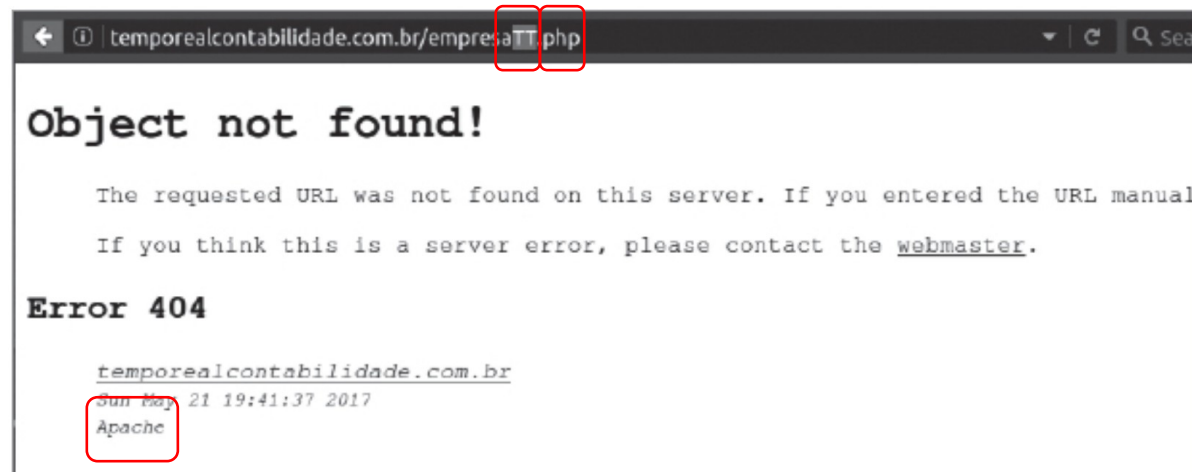 temporealcontabilidade.com.br/empresaTT.php
Sea
Object not found!
The requested URL was not found on this server. If you entered the URL manual
If you think this is a server error, please contact the webmaster.
Error 404
temporealcontabilidade.com.br
Sun May 21 19:41:37 2017
Apache